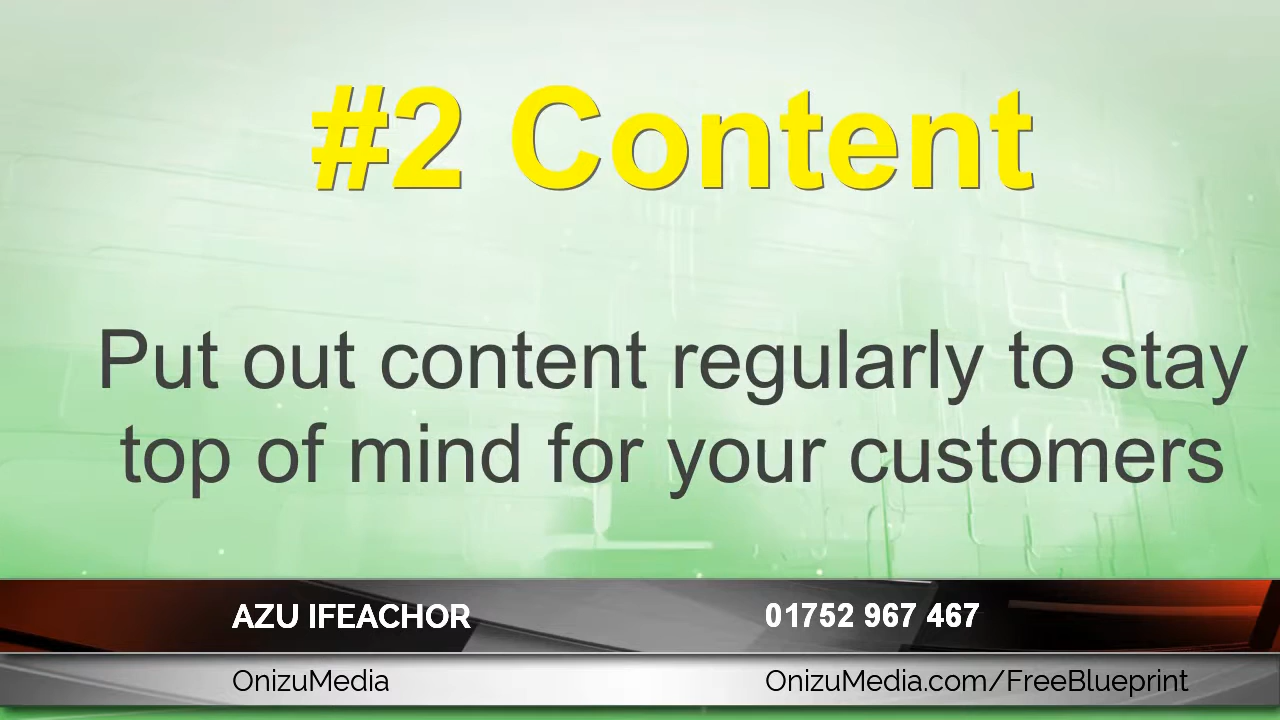 #2 Content
Put out content regularly to stay
top of mind for your customers
AZU IFEACHOR
01752 967 467
OnizuMedia
OnizuMedia.com/FreeBlueprint